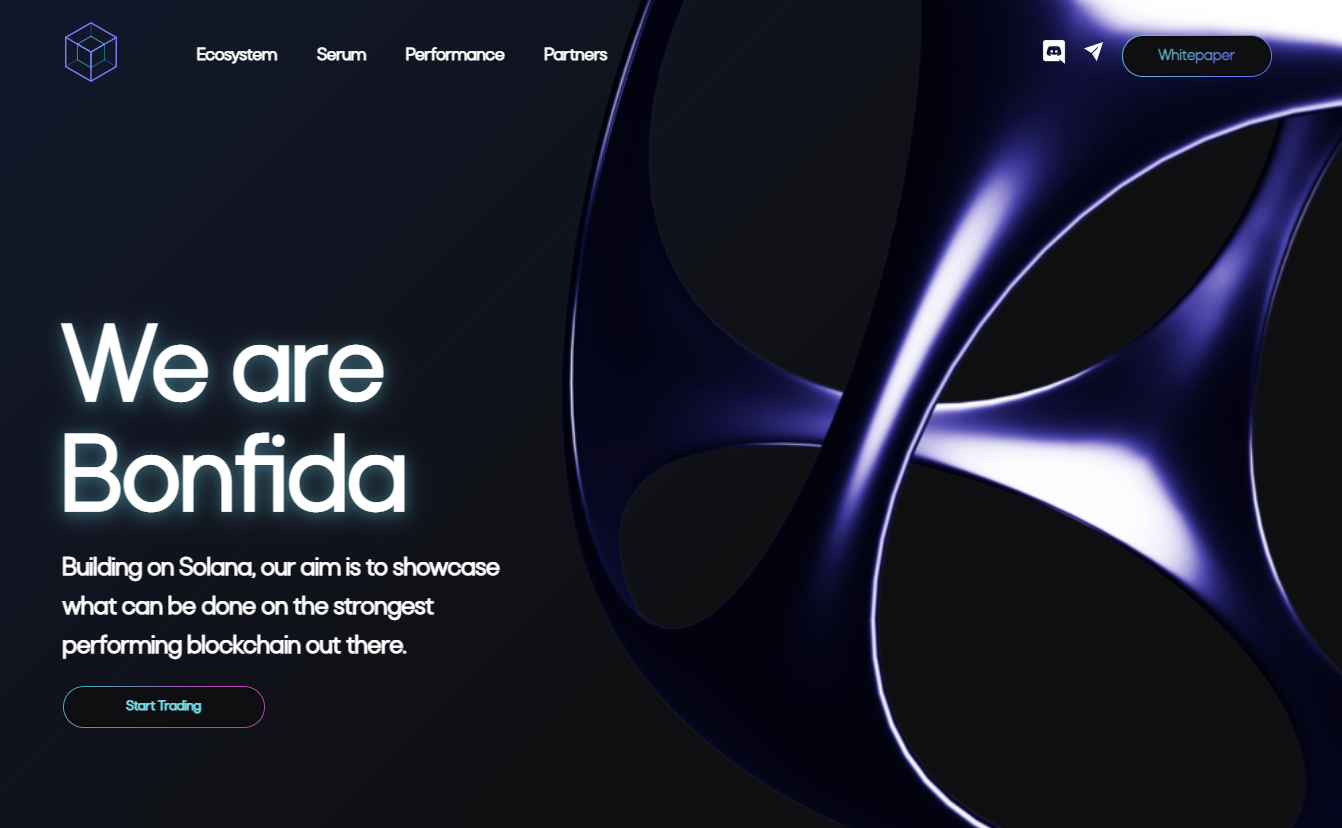 Ecosystem Serum Performance Partners Whitepaper
We are
Bonfida
Building on Solana, our aim is to showcase
what can be done on the strongest
performing blockchain out there.
Start Trading